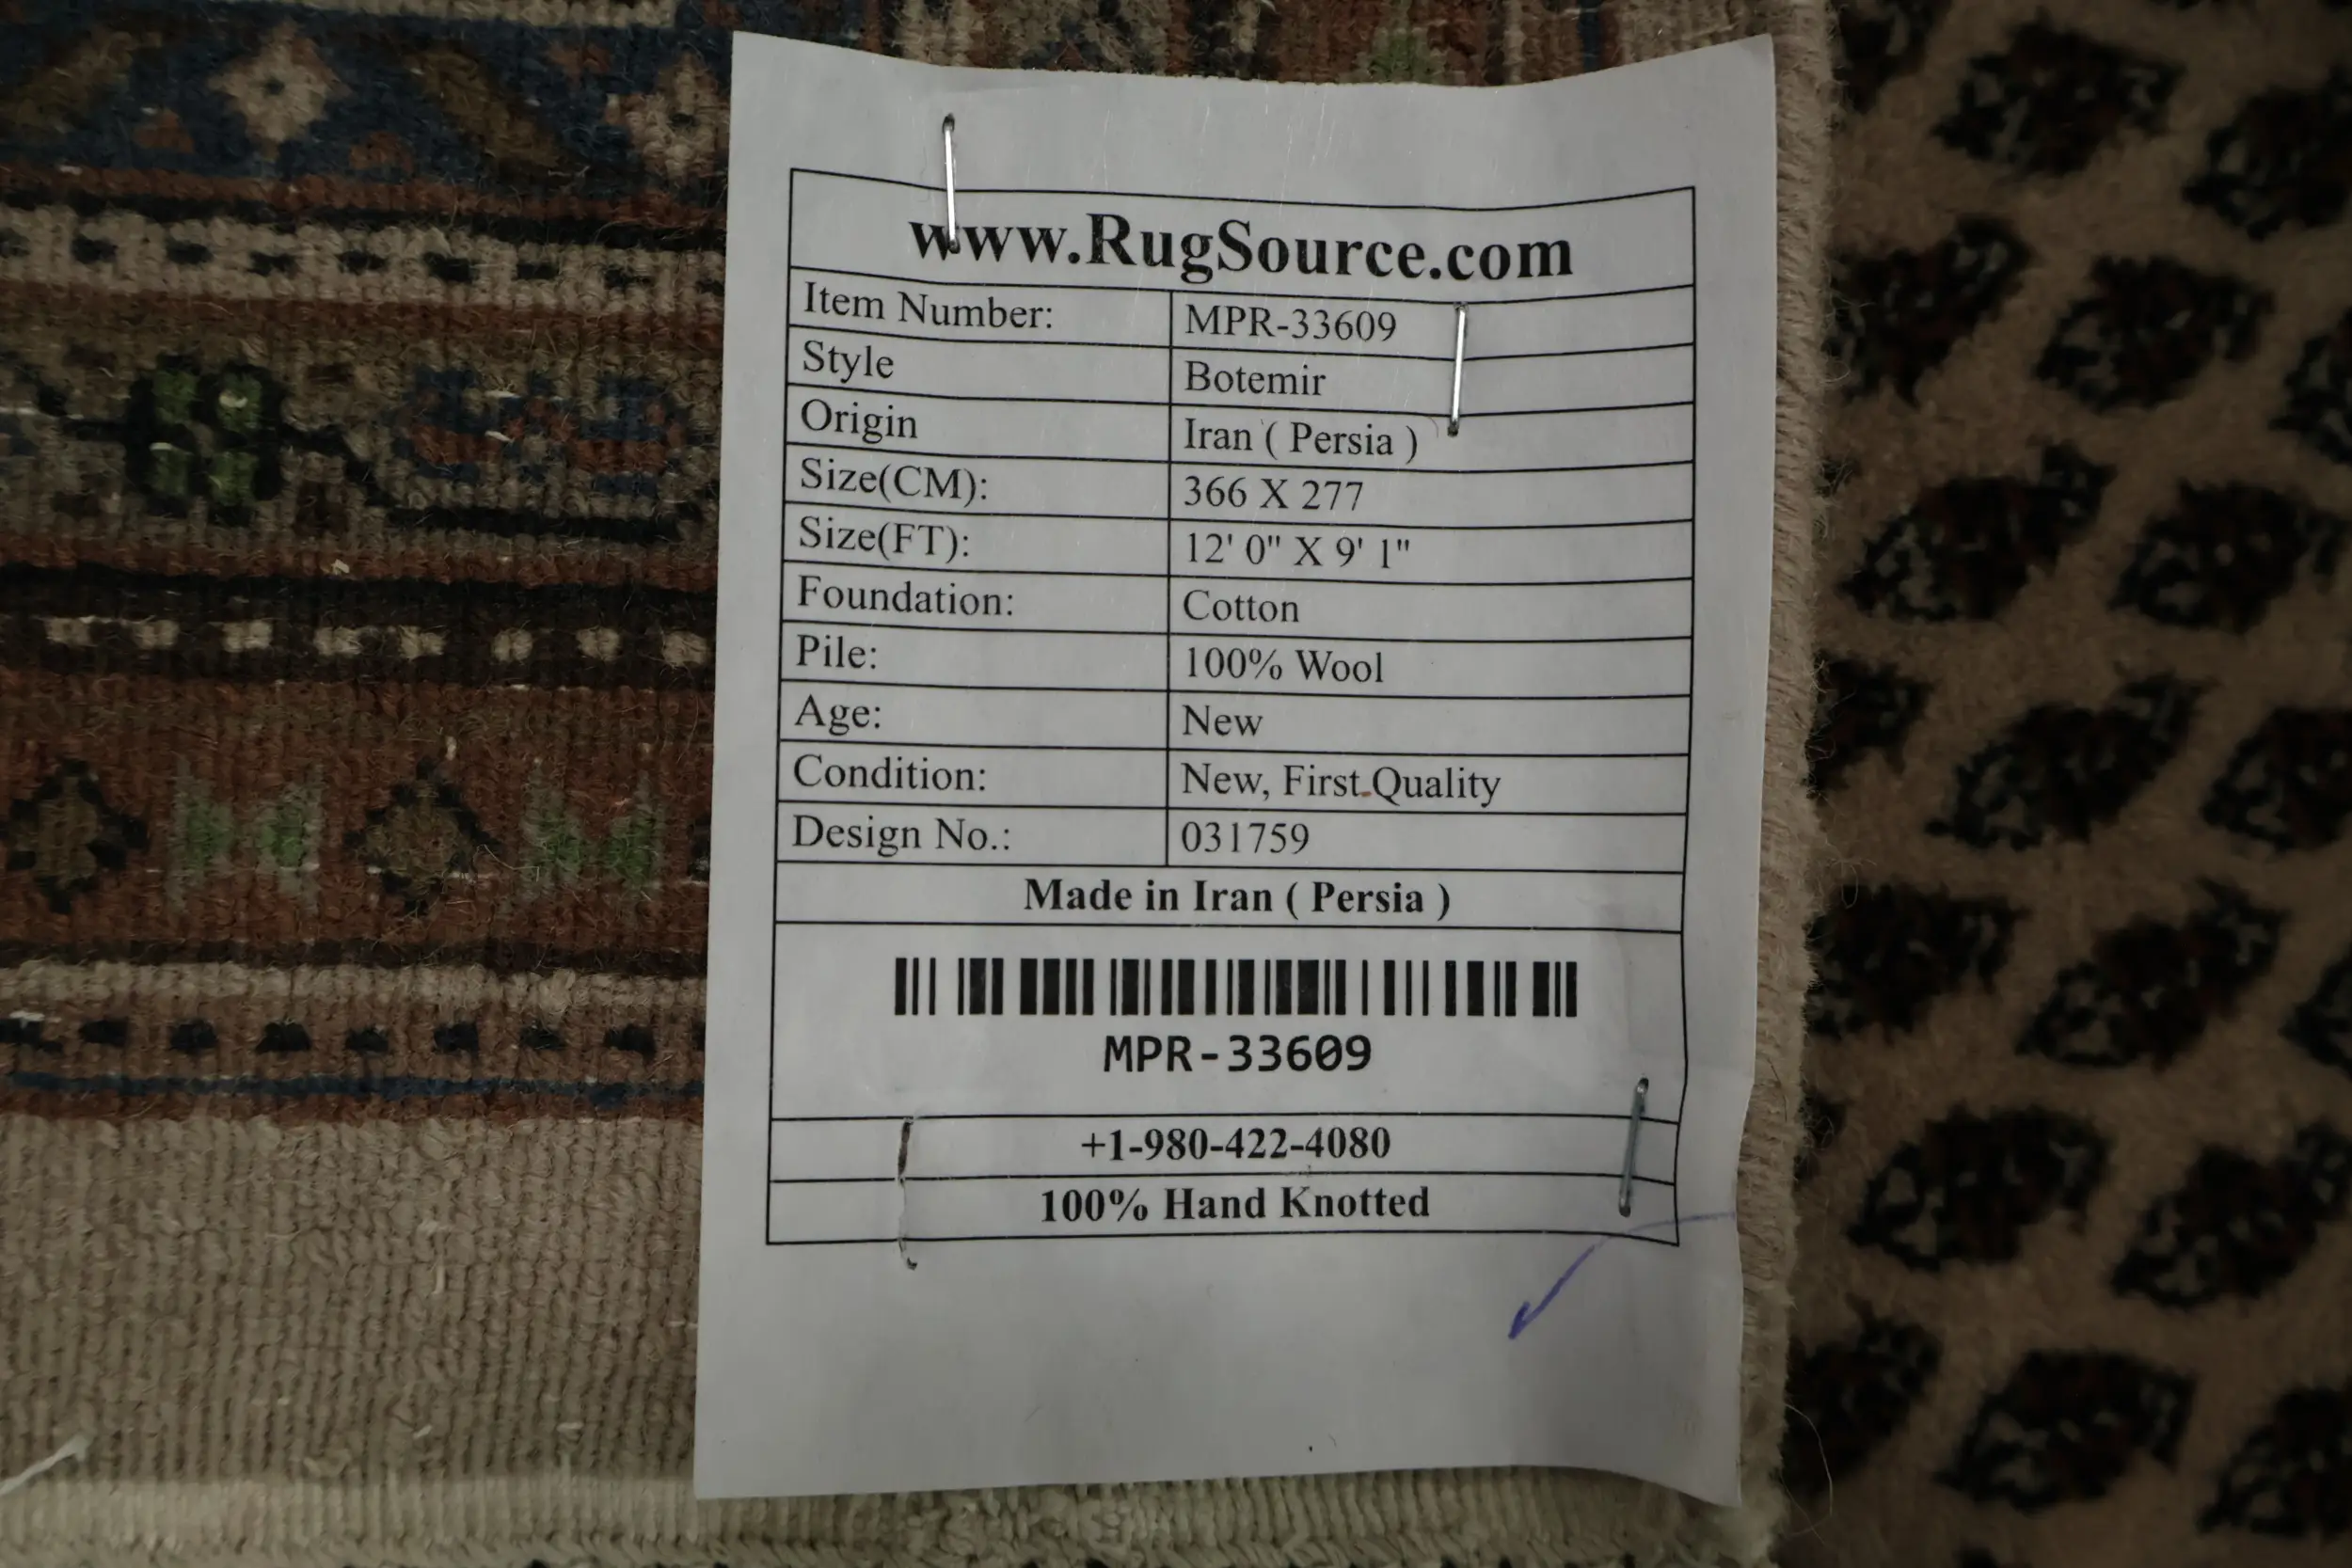 www.RugSource.com
Item Number: MPR-33609
Style Botemir
Origin Iran ( Persia )
Size(CM): 366 X 277
Size(FT): 12' 0" X 9' 1"
Foundation: Cotton
Pile: 100% Wool
Age: New
Condition: New, First Quality
Design No.: 031759
Made in Iran ( Persia )
MPR-33609
+1-980-422-4080
100% Hand Knotted